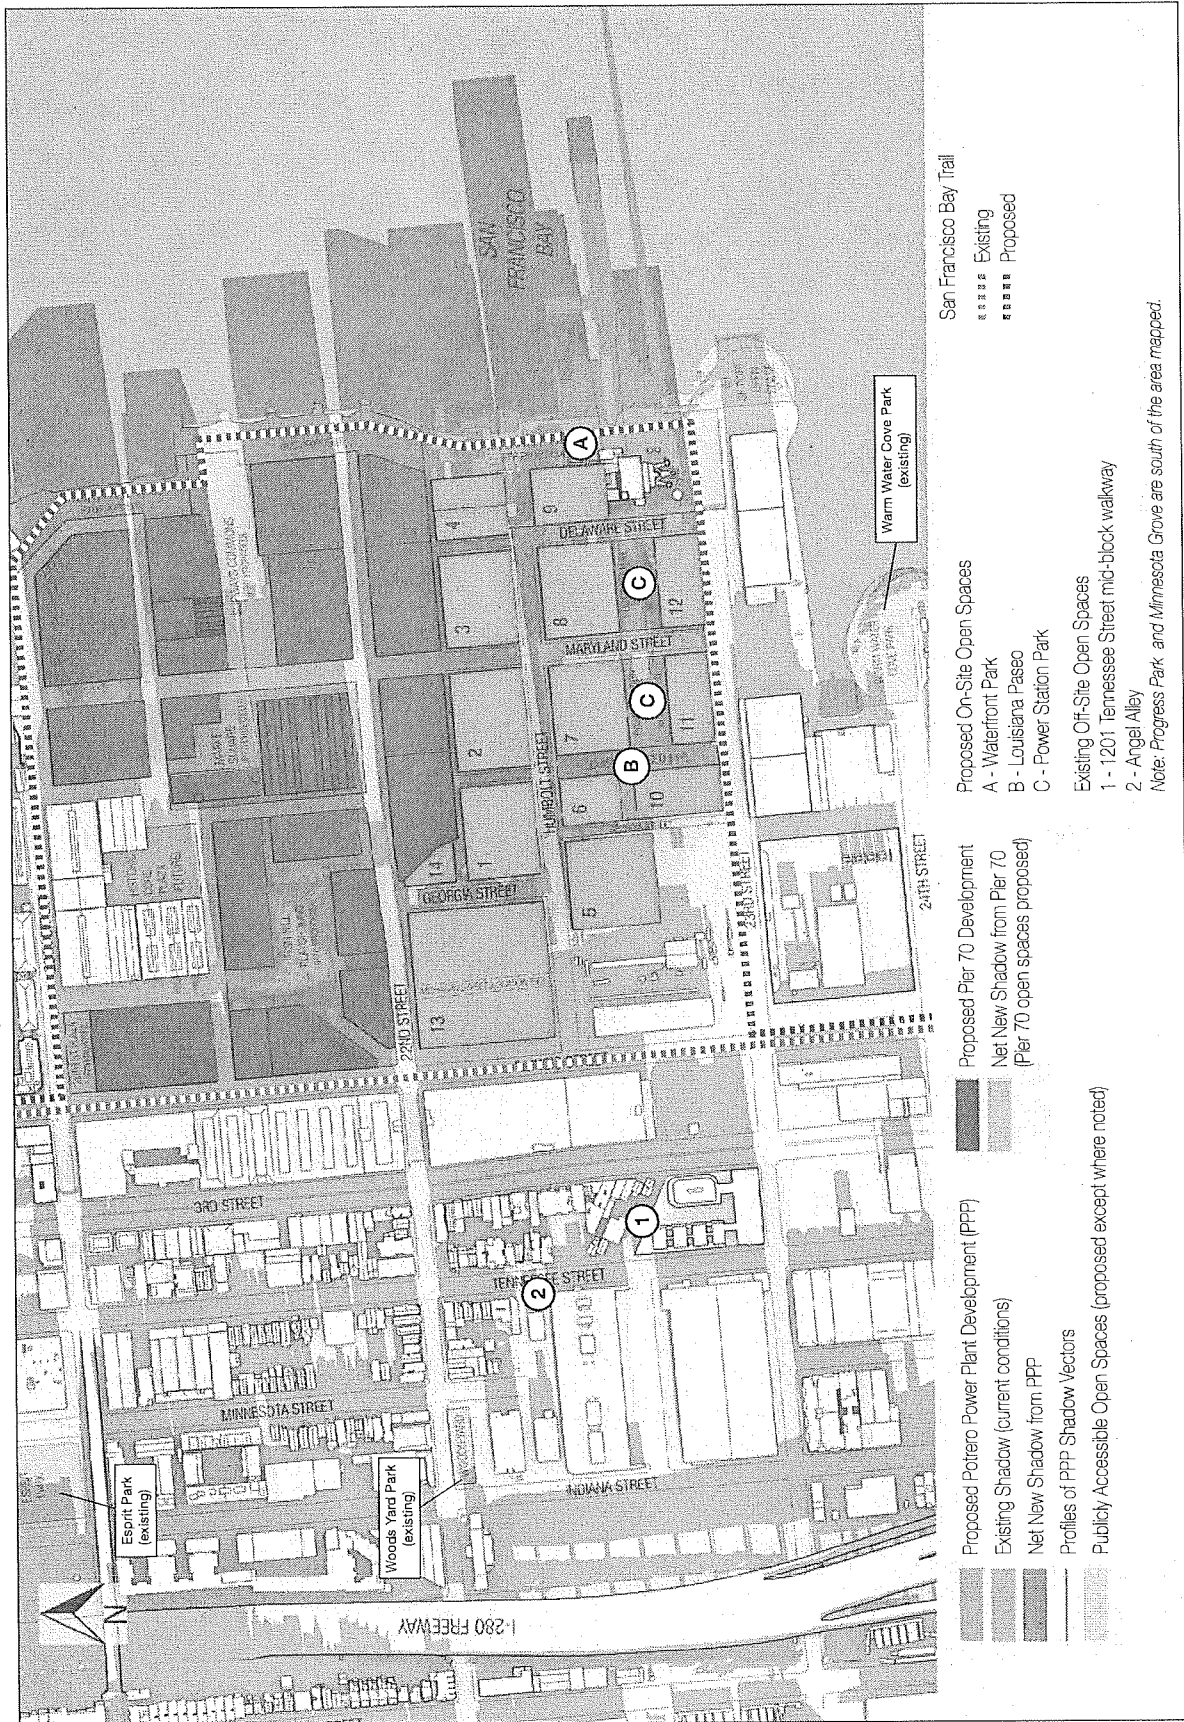 Esprit Park
(existing)
Woods Yard Park
(existing)
Warm Water Cove Park
(existing)
I-280 FREEWAY
INDIANA STREET
MINNESOTA STREET
TENNESSEE STREET
3RD STREET
22ND STREET
GEORGIA STREET
HUMBOLT STREET
MARYLAND STREET
DELAWARE STREET
23RD STREET
24TH STREET
SAN
FRANCISCO
BAY
N
1
2
3
4
5
6
7
8
9
10
11
12
13
14
A
B
C
C
1
2
Proposed Potrero Power Plant Development (PPP)
Existing Shadow (current conditions)
Net New Shadow from PPP
Profiles of PPP Shadow Vectors
Publicly Accessible Open Spaces (proposed except where noted)
Proposed Pier 70 Development
Net New Shadow from Pier 70
(Pier 70 open spaces proposed)
Proposed On-Site Open Spaces
A - Waterfront Park
B - Louisiana Paseo
C - Power Station Park
Existing Off-Site Open Spaces
1 - 1201 Tennessee Street mid-block walkway
2 - Angel Alley
Note: Progress Park and Minnesota Grove are south of the area mapped.
San Francisco Bay Trail
Existing
Proposed